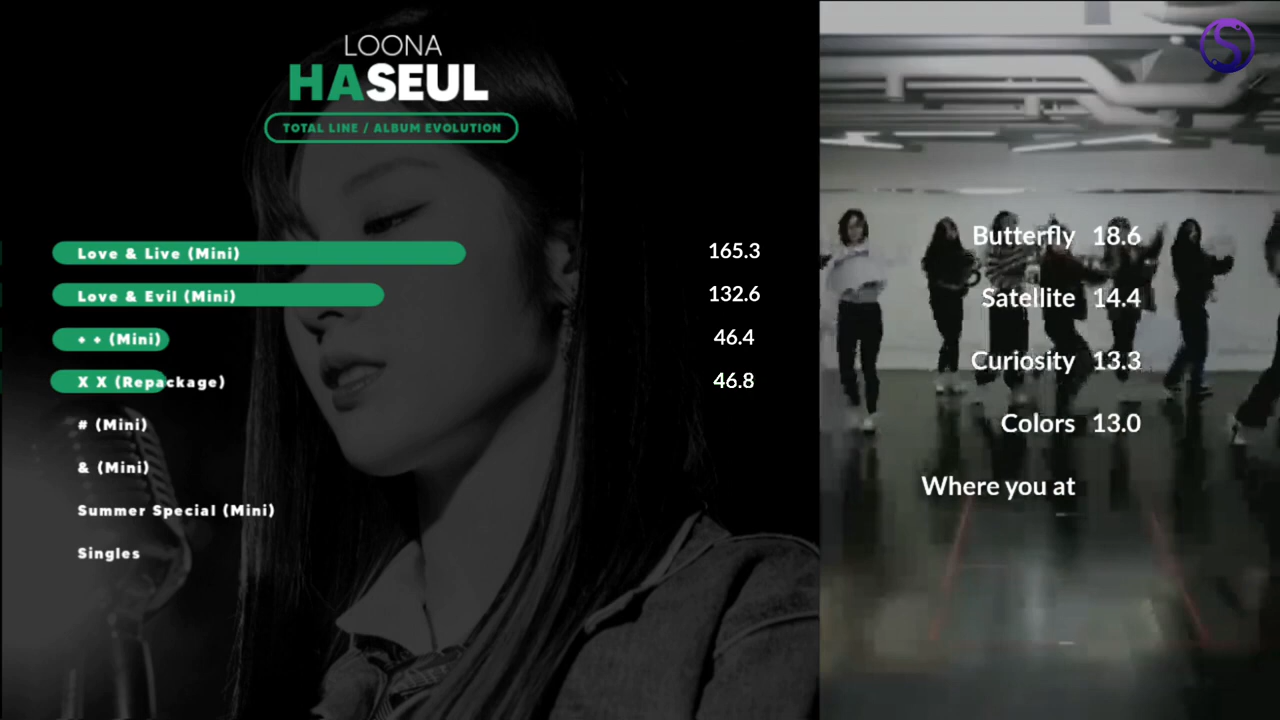 LOONA
HASEUL
TOTAL LINE / ALBUM EVOLUTION
Love & Live (Mini) 165.3
Love & Evil (Mini) 132.6
+ + (Mini) 46.4
X X (Repackage) 46.8
# (Mini)
& (Mini)
Summer Special (Mini)
Singles
S
Butterfly 18.6
Satellite 14.4
Curiosity 13.3
Colors 13.0
Where you at